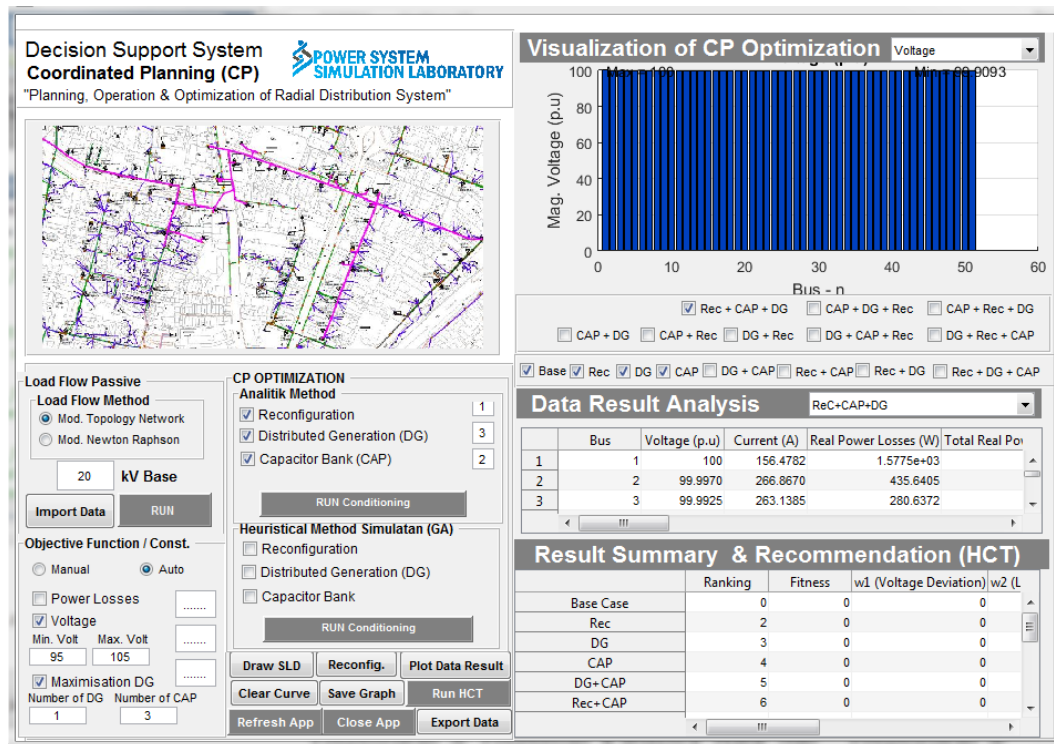 Decision Support System
Coordinated Planning (CP)
POWER SYSTEM
SIMULATION LABORATORY
"Planning, Operation & Optimization of Radial Distribution System"
Visualization of CP Optimization
Voltage
Max = 100
Min = 99.9093
100
80
60
40
20
0
Mag. Voltage (p.u)
0 10 20 30 40 50 60
Bus - n
Rec + CAP + DG
CAP + DG + Rec
CAP + Rec + DG
CAP + DG
CAP + Rec
DG + Rec
DG + CAP + Rec
DG + Rec + CAP
Base
Rec
DG
CAP
DG + CAP
Rec + CAP
Rec + DG
Rec + DG + CAP
Load Flow Passive
Load Flow Method
Mod. Topology Network
Mod. Newton Raphson
20 kV Base
Import Data
RUN
Objective Function / Const.
Manual
Auto
Power Losses
.......
Voltage
.......
Min. Volt Max. Volt
95 105
Maximisation DG
.......
Number of DG Number of CAP
1 3
CP OPTIMIZATION
Analitik Method
Reconfiguration 1
Distributed Generation (DG) 3
Capacitor Bank (CAP) 2
RUN Conditioning
Heuristical Method Simulatan (GA)
Reconfiguration
Distributed Generation (DG)
Capacitor Bank
RUN Conditioning
Draw SLD
Reconfig.
Plot Data Result
Clear Curve
Save Graph
Run HCT
Refresh App
Close App
Export Data
Data Result Analysis
ReC+CAP+DG
Bus Voltage (p.u) Current (A) Real Power Losses (W) Total Real Po
1 1 100 156.4782 1.5775e+03
2 2 99.9970 266.8670 435.6405
3 3 99.9925 263.1385 280.6372
Result Summary & Recommendation (HCT)
Ranking Fitness w1 (Voltage Deviation) w2 (L
Base Case 0 0 0
Rec 2 0 0
DG 3 0 0
CAP 4 0 0
DG+CAP 5 0 0
Rec+CAP 6 0 0